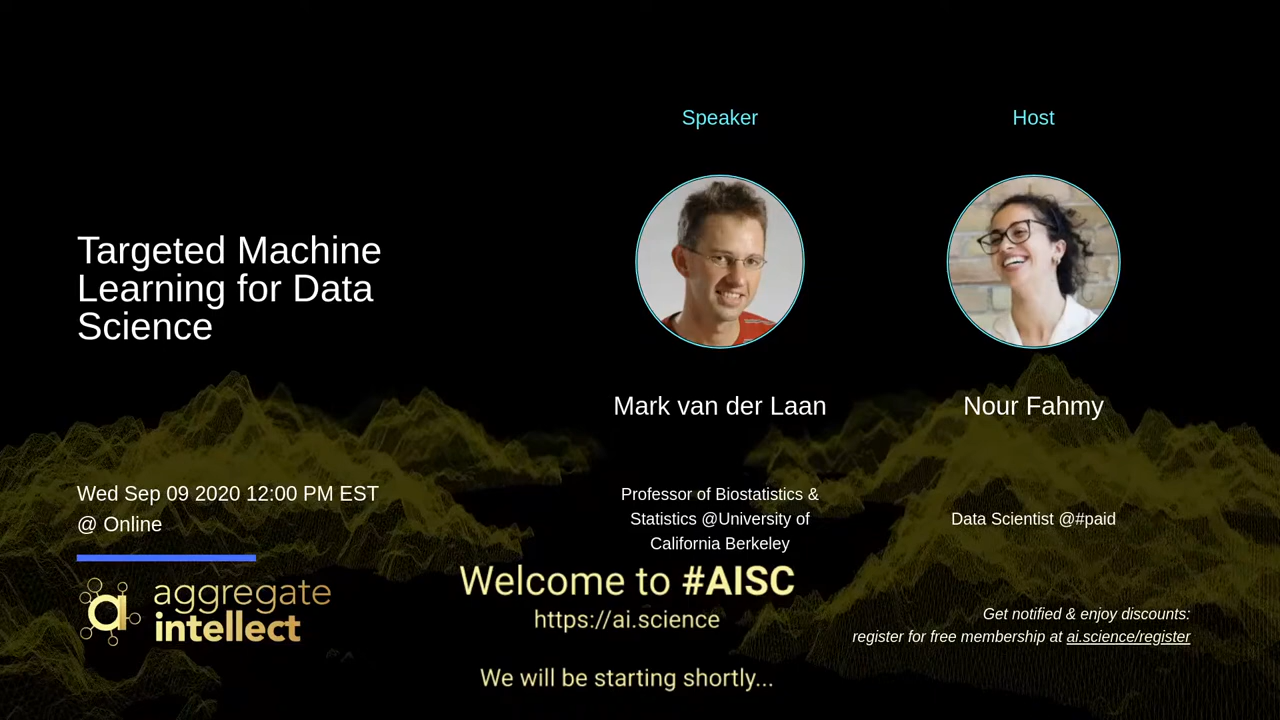 Speaker
Host
Targeted Machine
Learning for Data
Science
Mark van der Laan
Nour Fahmy
Wed Sep 09 2020 12:00 PM EST
@ Online
Professor of Biostatistics &
Statistics @University of
California Berkeley
Data Scientist @#paid
aggregate
intellect
Welcome to #AISC
https://ai.science
We will be starting shortly...
Get notified & enjoy discounts:
register for free membership at ai.science/register